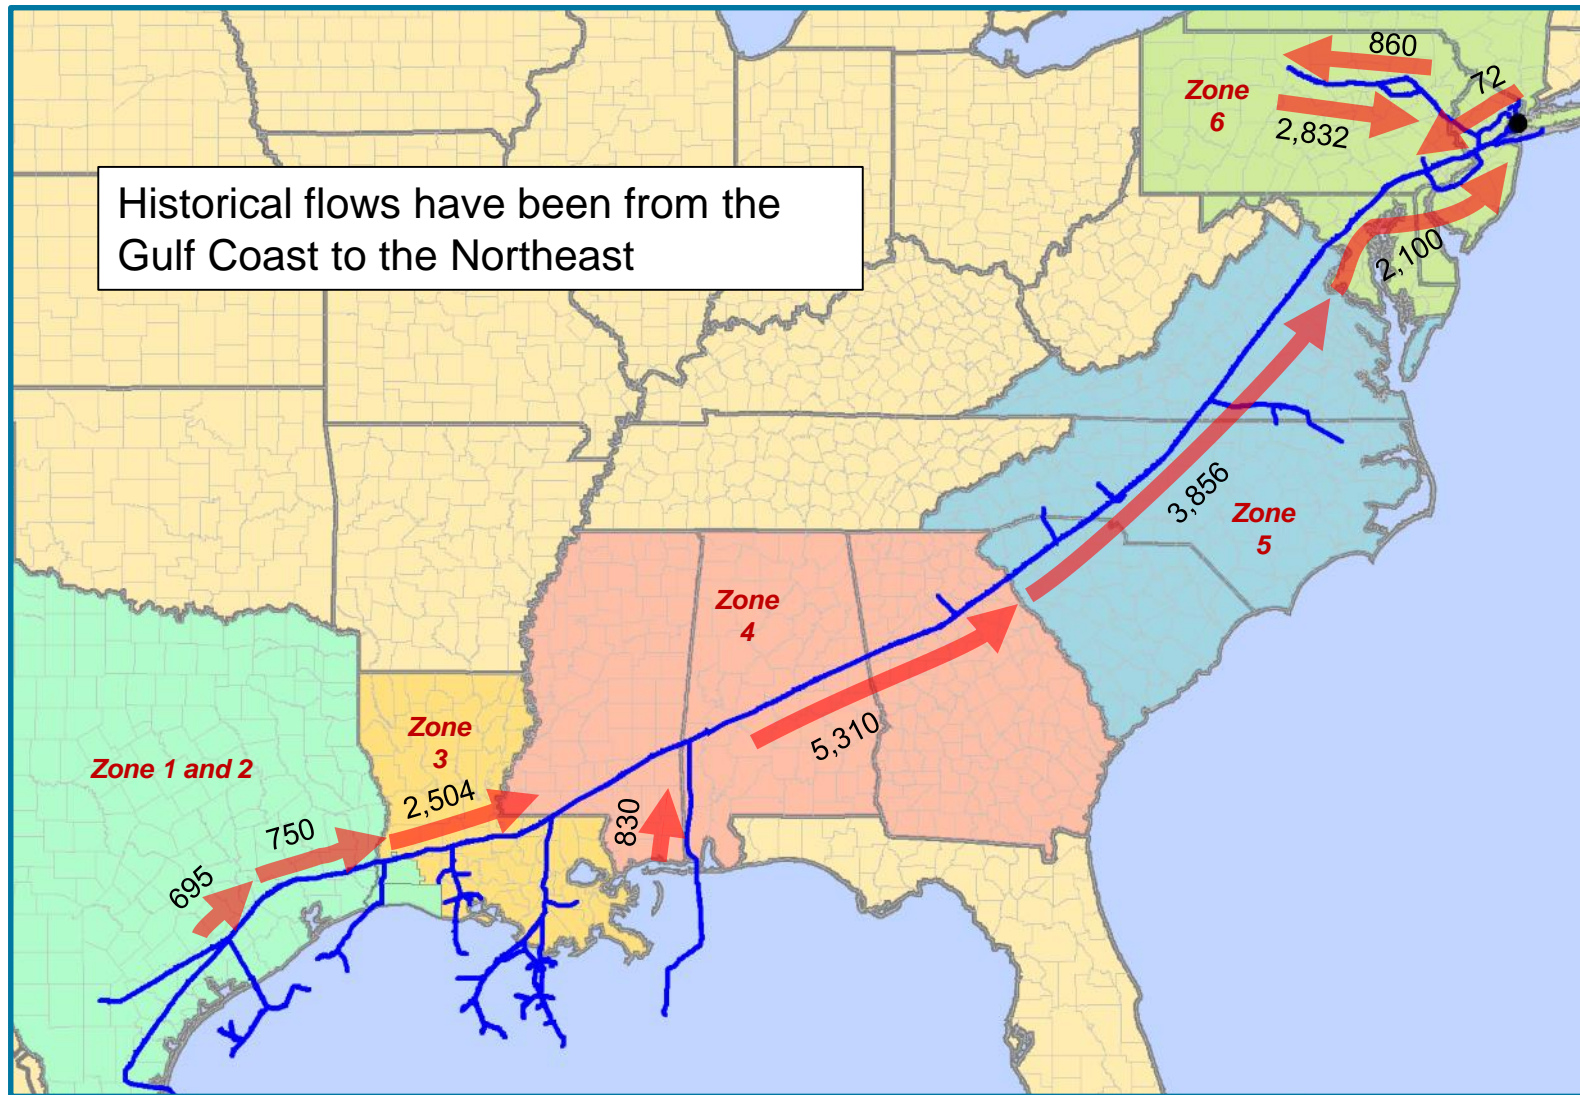 860
72
Zone
6
2,832
Historical flows have been from the
Gulf Coast to the Northeast
2,100
3,856
Zone
5
Zone
4
5,310
Zone
3
Zone 1 and 2
2,504
750
830
695